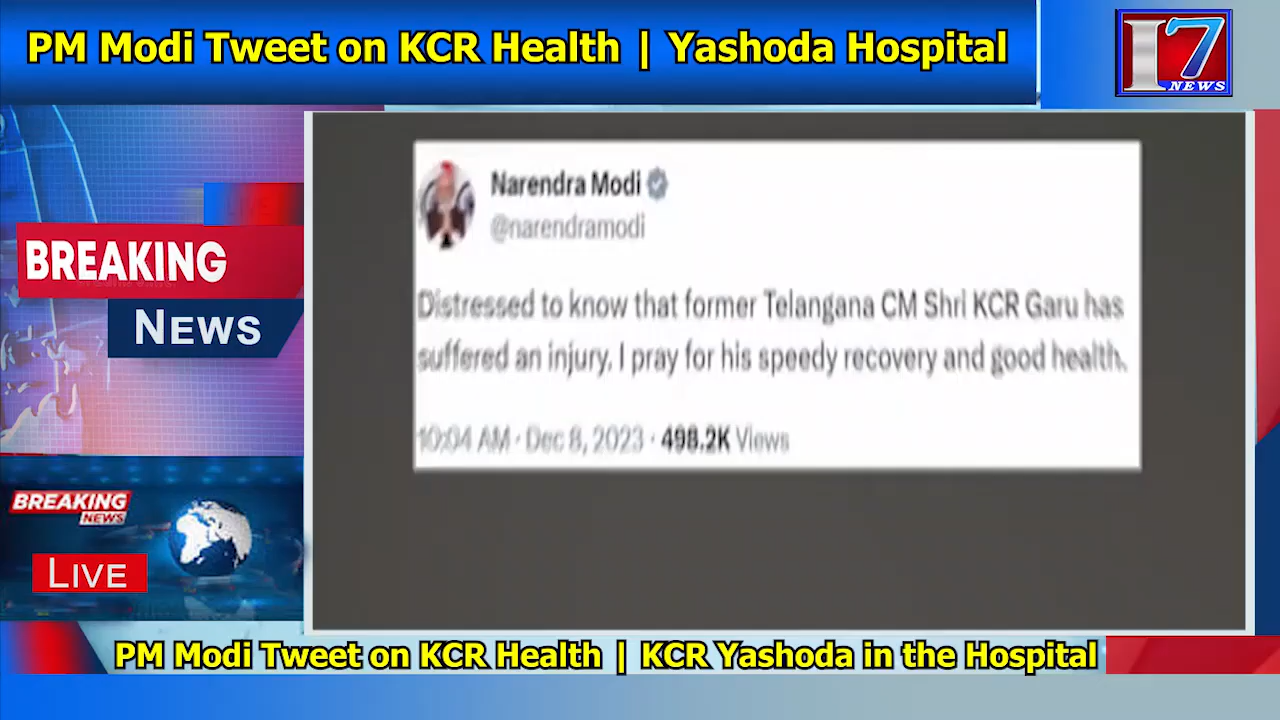 PM Modi Tweet on KCR Health | Yashoda Hospital
17
NEWS
BREAKING
NEWS
Narendra Modi
@narendramodi
Distressed to know that former Telangana CM Shri KCR Garu has
suffered an injury. I pray for his speedy recovery and good health.
10:04 AM · Dec 8, 2023 · 498.2K Views
BREAKING
NEWS
LIVE
PM Modi Tweet on KCR Health | KCR Yashoda in the Hospital